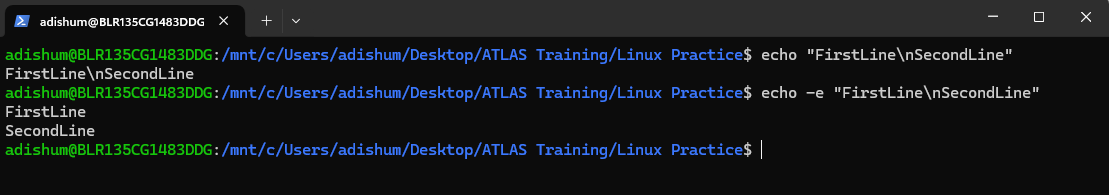 adishum@BLR135CG1483DDG:
adishum@BLR135CG1483DDG:/mnt/c/Users/adishum/Desktop/ATLAS Training/Linux Practice$ echo "FirstLine\nSecondLine"
FirstLine\nSecondLine
adishum@BLR135CG1483DDG:/mnt/c/Users/adishum/Desktop/ATLAS Training/Linux Practice$ echo -e "FirstLine\nSecondLine"
FirstLine
SecondLine
adishum@BLR135CG1483DDG:/mnt/c/Users/adishum/Desktop/ATLAS Training/Linux Practice$